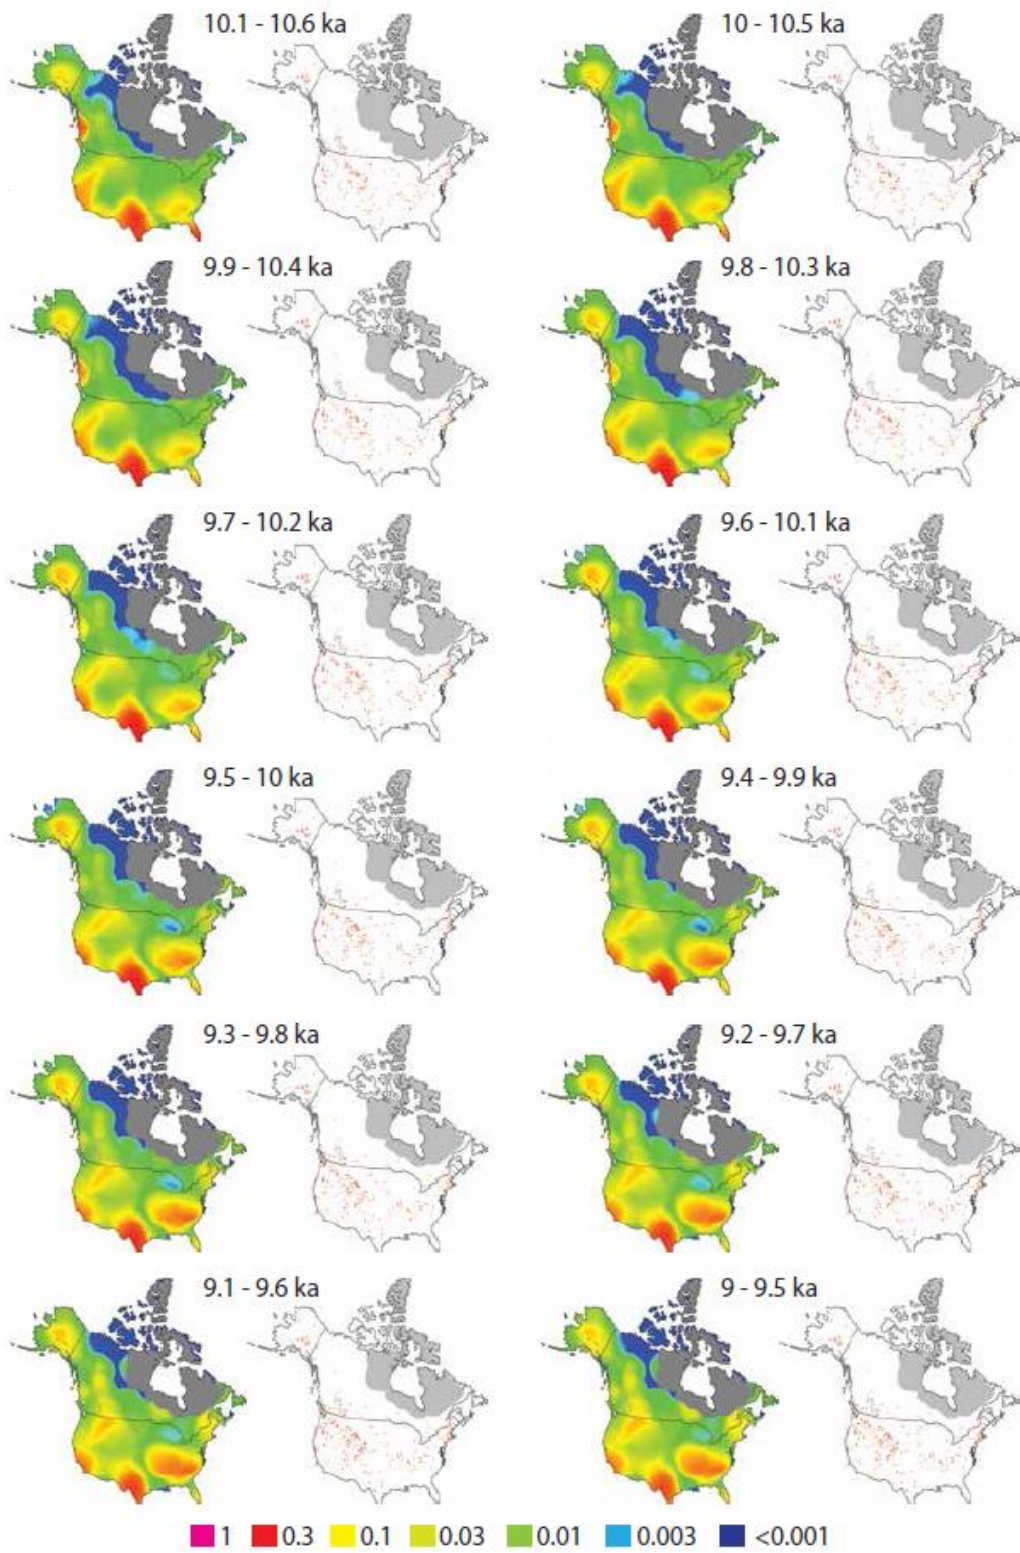 10.1 - 10.6 ka
10 - 10.5 ka
9.9 - 10.4 ka
9.8 - 10.3 ka
9.7 - 10.2 ka
9.6 - 10.1 ka
9.5 - 10 ka
9.4 - 9.9 ka
9.3 - 9.8 ka
9.2 - 9.7 ka
9.1 - 9.6 ka
9 - 9.5 ka
1 0.3 0.1 0.03 0.01 0.003 <0.001